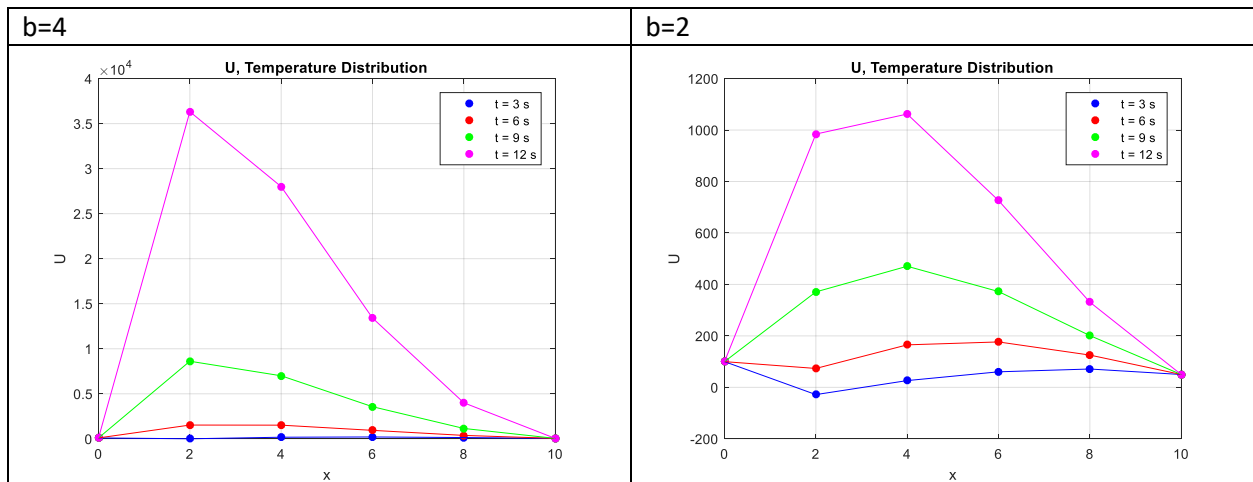 b=4
b=2
×10⁴
U, Temperature Distribution
4
3.5
3
2.5
2
1.5
1
0.5
0
U
0 2 4 6 8 10
x
t = 3 s
t = 6 s
t = 9 s
t = 12 s
U, Temperature Distribution
1200
1000
800
600
400
200
0
-200
U
0 2 4 6 8 10
x
t = 3 s
t = 6 s
t = 9 s
t = 12 s